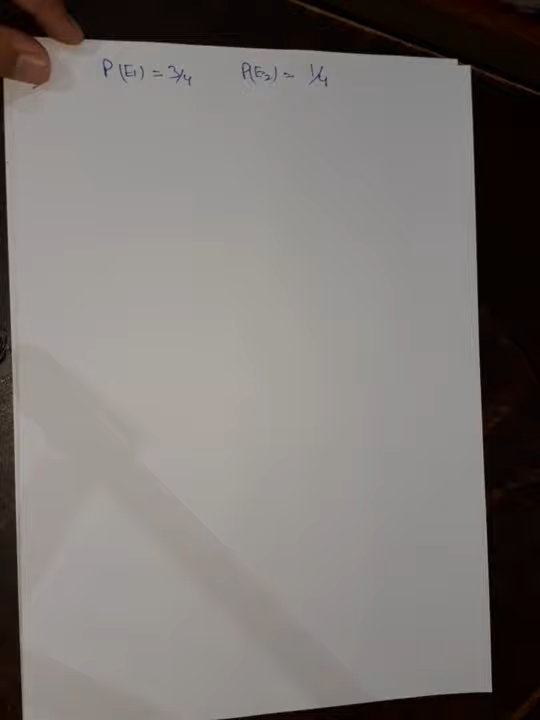 P(E1) = 3/4 P(E2) = 1/4